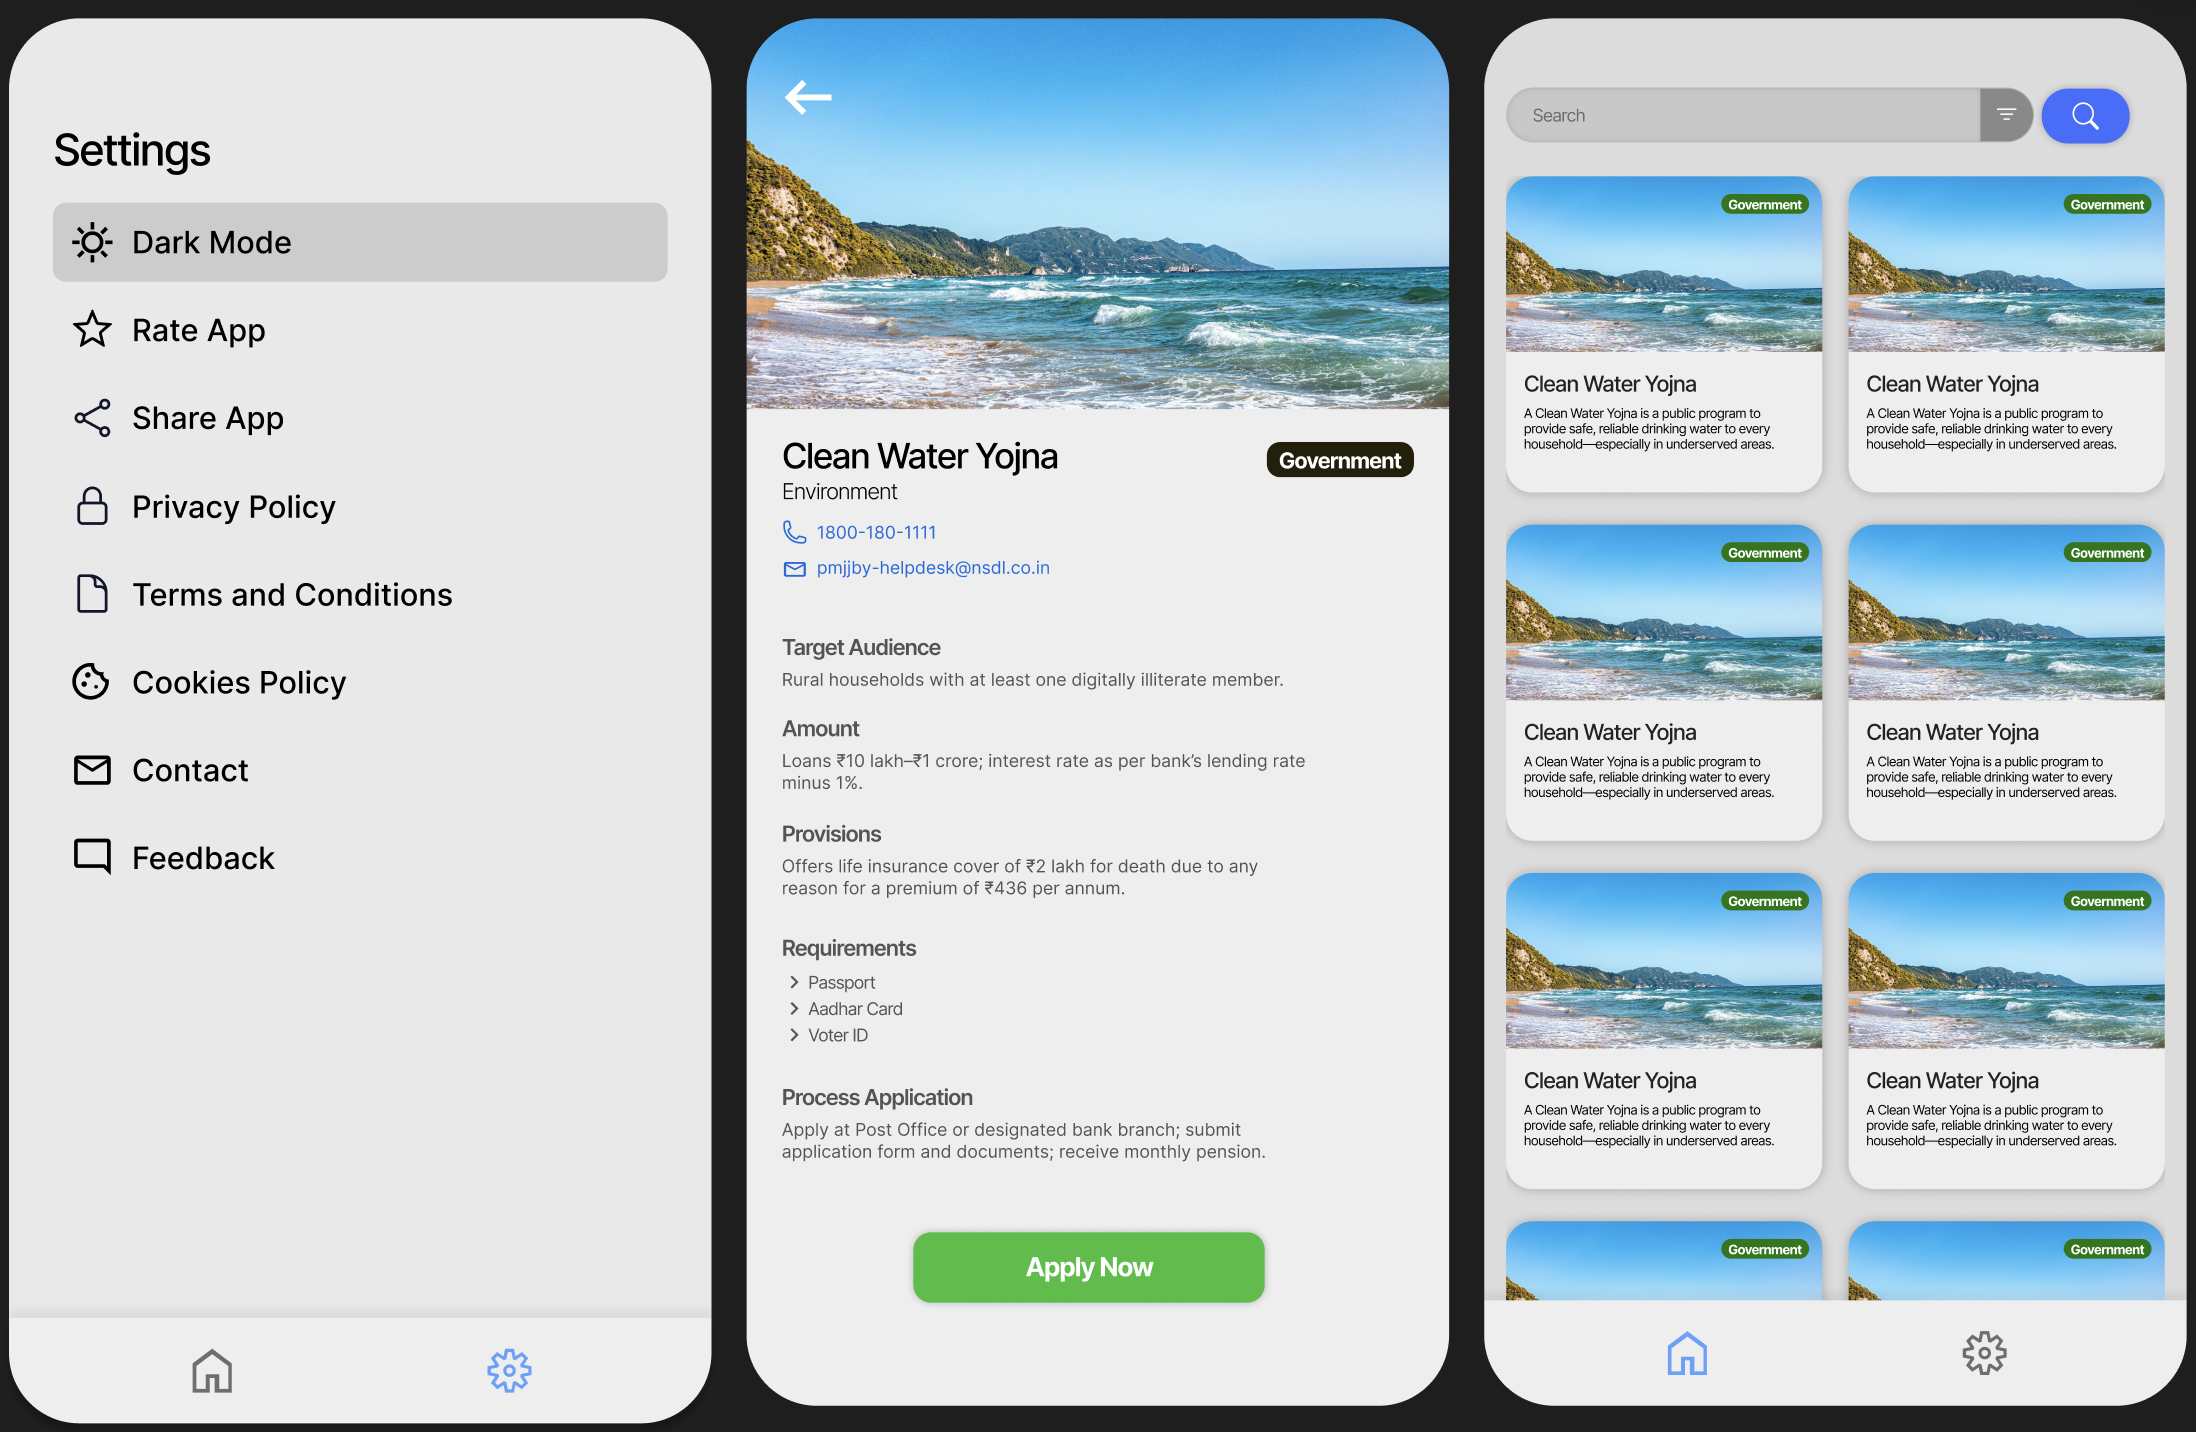 Settings
Dark Mode
Rate App
Share App
Privacy Policy
Terms and Conditions
Cookies Policy
Contact
Feedback
Clean Water Yojna
Government
Environment
1800-180-1111
pmjjby-helpdesk@nsdl.co.in
Target Audience
Rural households with at least one digitally illiterate member.
Amount
Loans ₹10 lakh–₹1 crore; interest rate as per bank’s lending rate
minus 1%.
Provisions
Offers life insurance cover of ₹2 lakh for death due to any
reason for a premium of ₹436 per annum.
Requirements
Passport
Aadhar Card
Voter ID
Process Application
Apply at Post Office or designated bank branch; submit
application form and documents; receive monthly pension.
Apply Now
Search
Government
Clean Water Yojna
A Clean Water Yojna is a public program to
provide safe, reliable drinking water to every
household—especially in underserved areas.
Government
Clean Water Yojna
A Clean Water Yojna is a public program to
provide safe, reliable drinking water to every
household—especially in underserved areas.
Government
Clean Water Yojna
A Clean Water Yojna is a public program to
provide safe, reliable drinking water to every
household—especially in underserved areas.
Government
Clean Water Yojna
A Clean Water Yojna is a public program to
provide safe, reliable drinking water to every
household—especially in underserved areas.
Government
Clean Water Yojna
A Clean Water Yojna is a public program to
provide safe, reliable drinking water to every
household—especially in underserved areas.
Government
Clean Water Yojna
A Clean Water Yojna is a public program to
provide safe, reliable drinking water to every
household—especially in underserved areas.
Government
Government